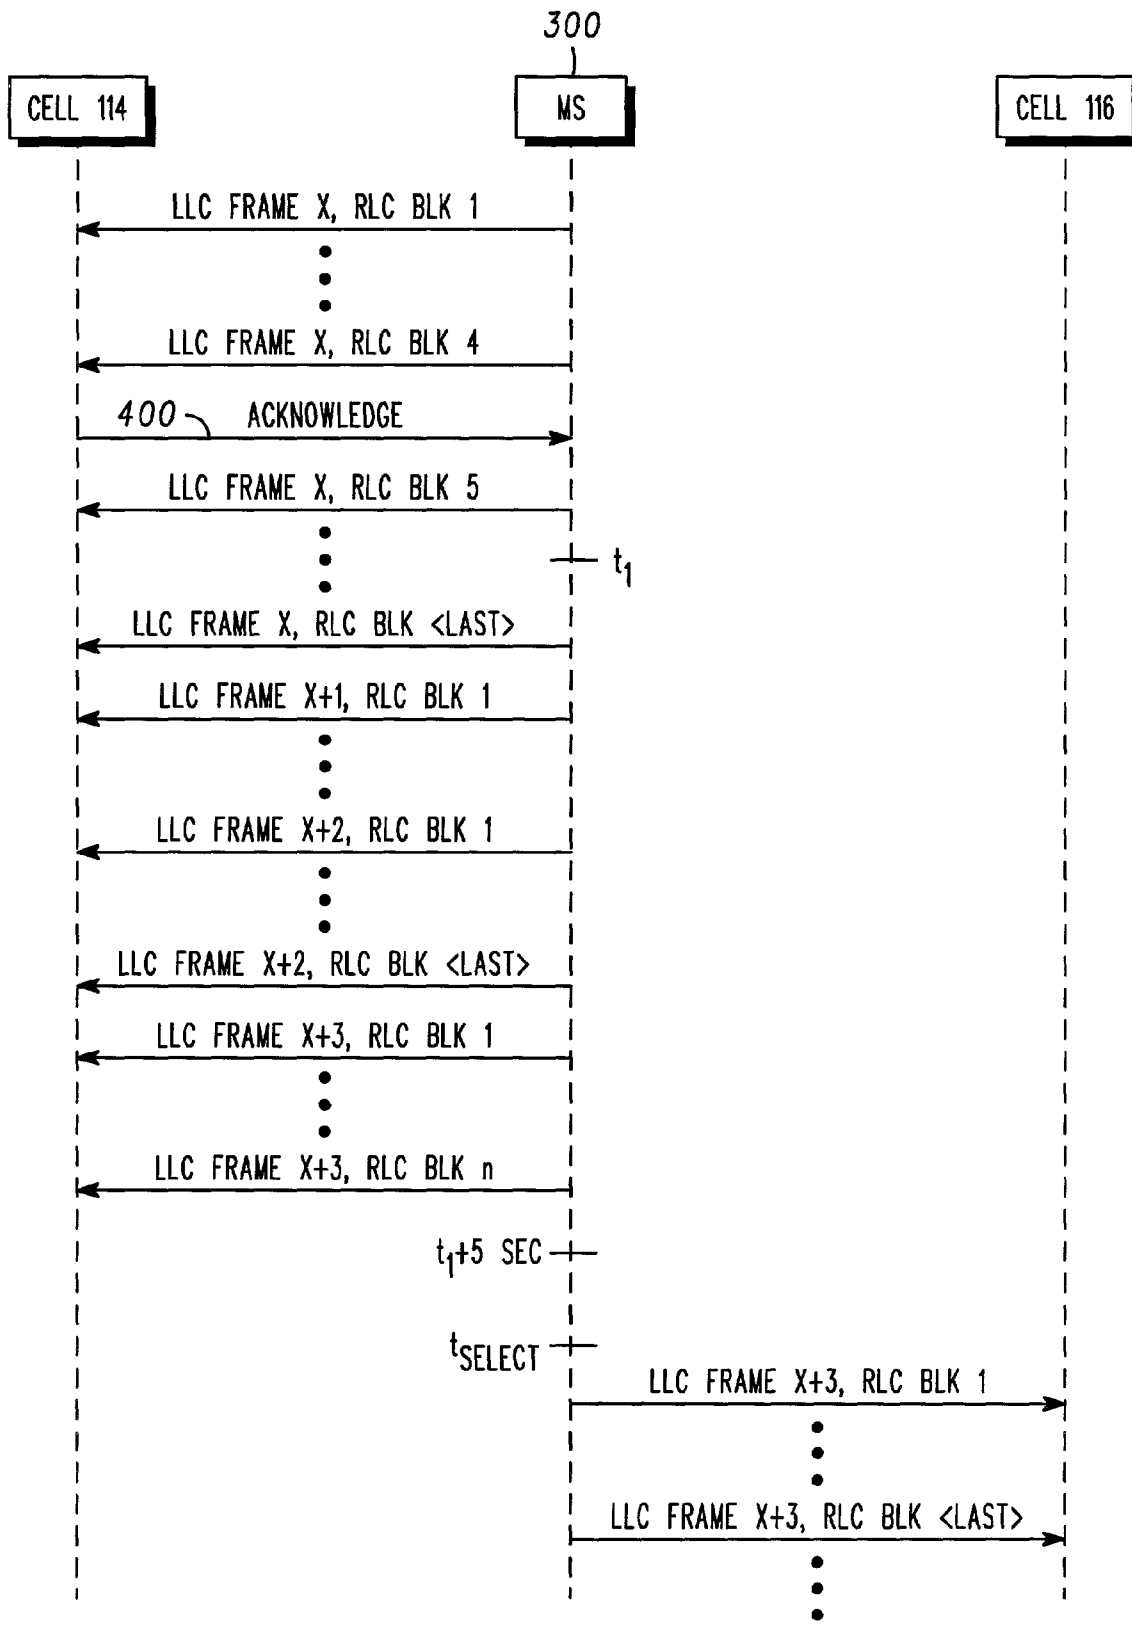 300
CELL 114
MS
CELL 116
LLC FRAME X, RLC BLK 1
LLC FRAME X, RLC BLK 4
400
ACKNOWLEDGE
LLC FRAME X, RLC BLK 5
t1
LLC FRAME X, RLC BLK <LAST>
LLC FRAME X+1, RLC BLK 1
LLC FRAME X+2, RLC BLK 1
LLC FRAME X+2, RLC BLK <LAST>
LLC FRAME X+3, RLC BLK 1
LLC FRAME X+3, RLC BLK n
t1+5 SEC
tSELECT
LLC FRAME X+3, RLC BLK 1
LLC FRAME X+3, RLC BLK <LAST>